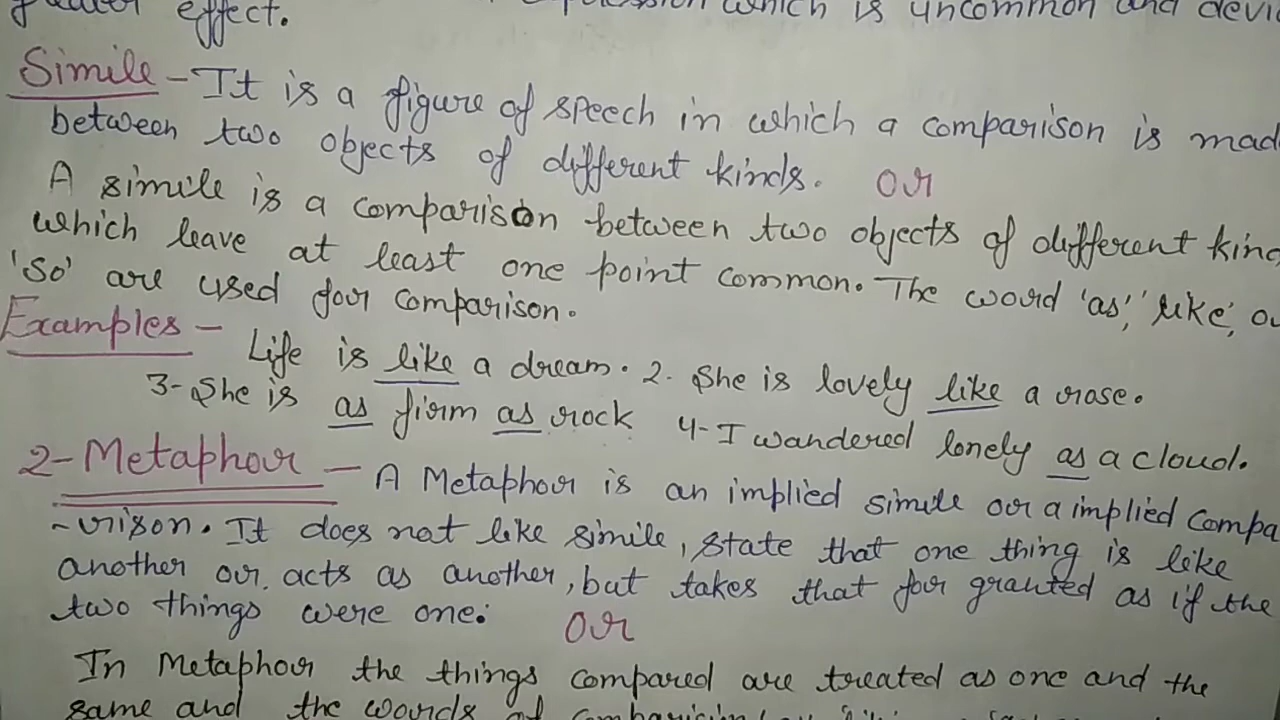 effect.
which is uncommon and
Simile - It is a figure of speech in which a comparison is mad
between two objects of different kinds. Or
A simile is a comparison between two objects of different kind
which leave at least one point common. The word 'as', 'like',
'so' are used for comparison.
Examples - Life is like a dream. 2. She is lovely like a rose.
3- She is as firm as rock 4- I wandered lonely as a cloud.
2- Metaphor - A Metaphor is an implied simile or a implied Compa
-rison. It does not like simile, state that one thing is like
another or acts as another, but takes that for granted as if the
two things were one. Or
In Metaphor the things compared are treated as one and the
same and the words of